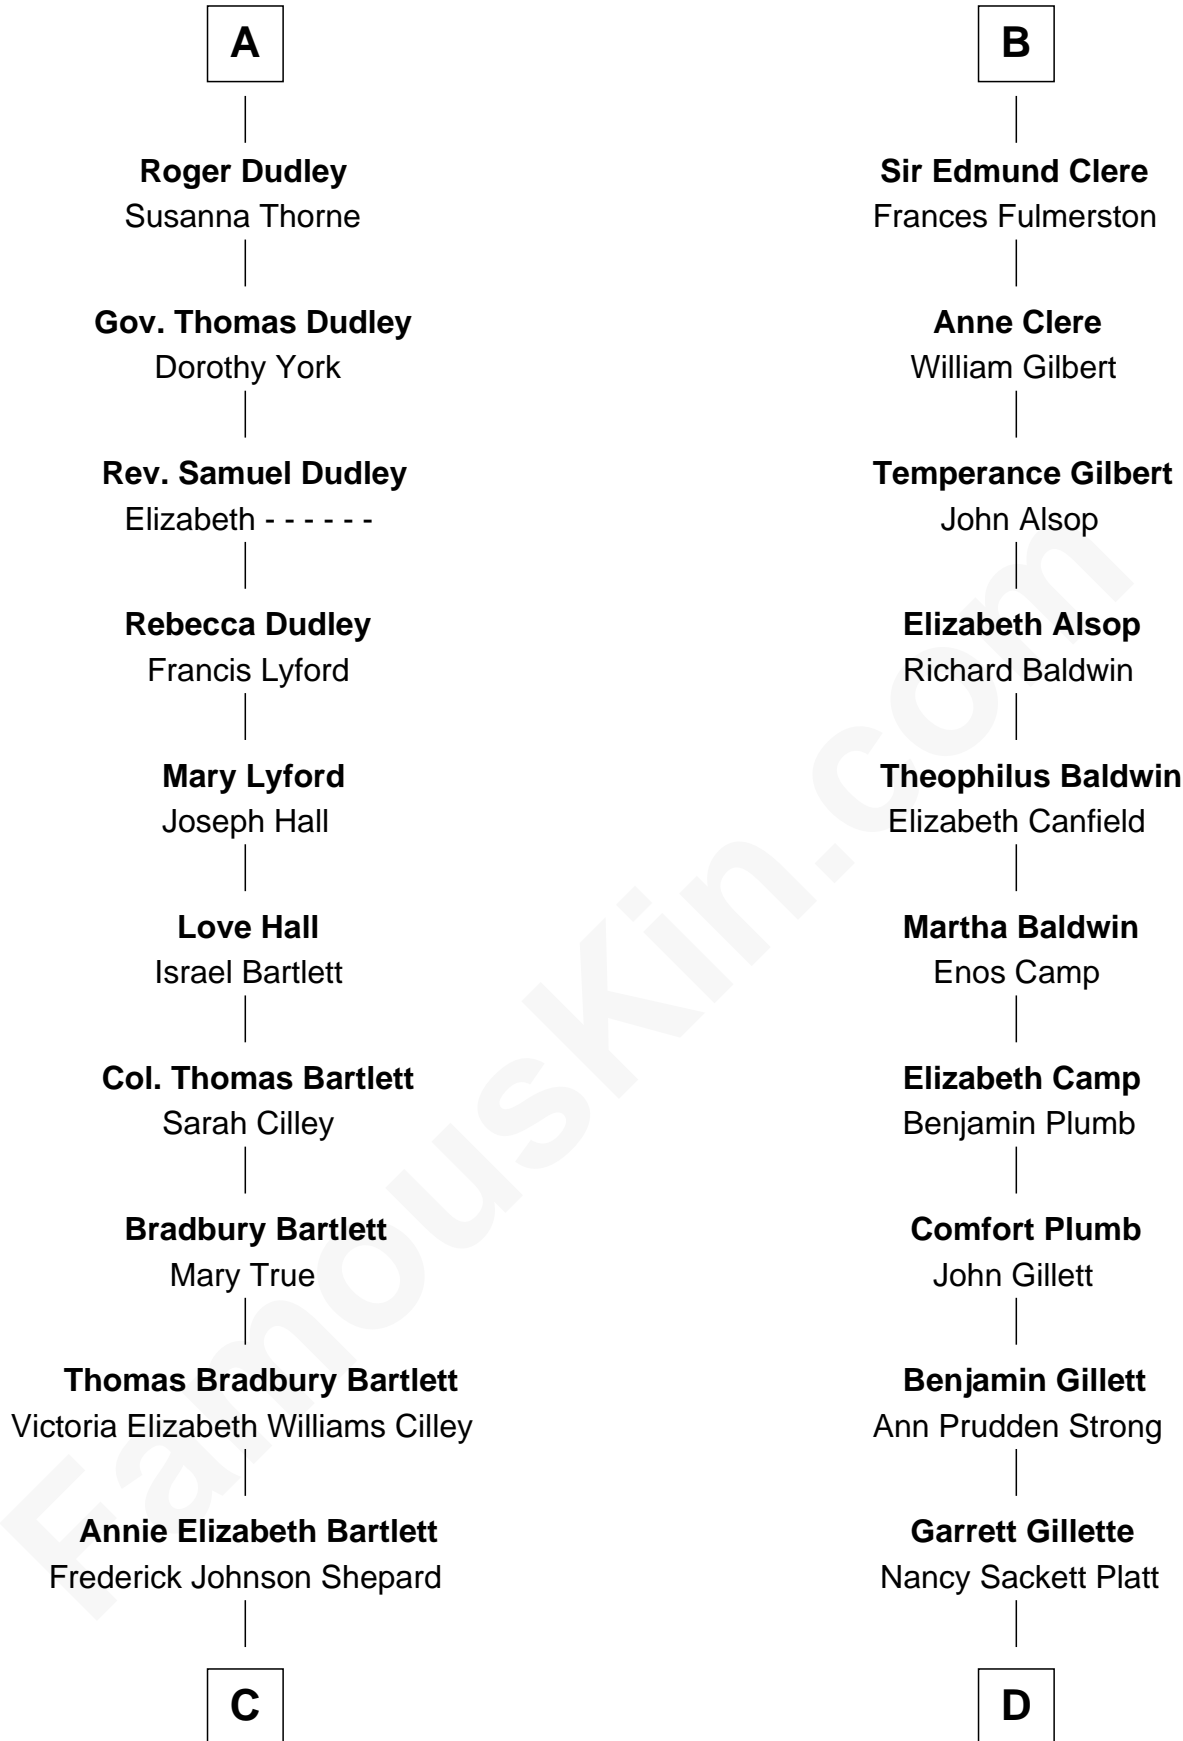 A
Roger Dudley
Susanna Thorne
Gov. Thomas Dudley
Dorothy York
Rev. Samuel Dudley
Elizabeth - - - - - -
Rebecca Dudley
Francis Lyford
Mary Lyford
Joseph Hall
Love Hall
Israel Bartlett
Col. Thomas Bartlett
Sarah Cilley
Bradbury Bartlett
Mary True
Thomas Bradbury Bartlett
Victoria Elizabeth Williams Cilley
Annie Elizabeth Bartlett
Frederick Johnson Shepard
C
B
Sir Edmund Clere
Frances Fulmerston
Anne Clere
William Gilbert
Temperance Gilbert
John Alsop
Elizabeth Alsop
Richard Baldwin
Theophilus Baldwin
Elizabeth Canfield
Martha Baldwin
Enos Camp
Elizabeth Camp
Benjamin Plumb
Comfort Plumb
John Gillett
Benjamin Gillett
Ann Prudden Strong
Garrett Gillette
Nancy Sackett Platt
D
FamousKin.com